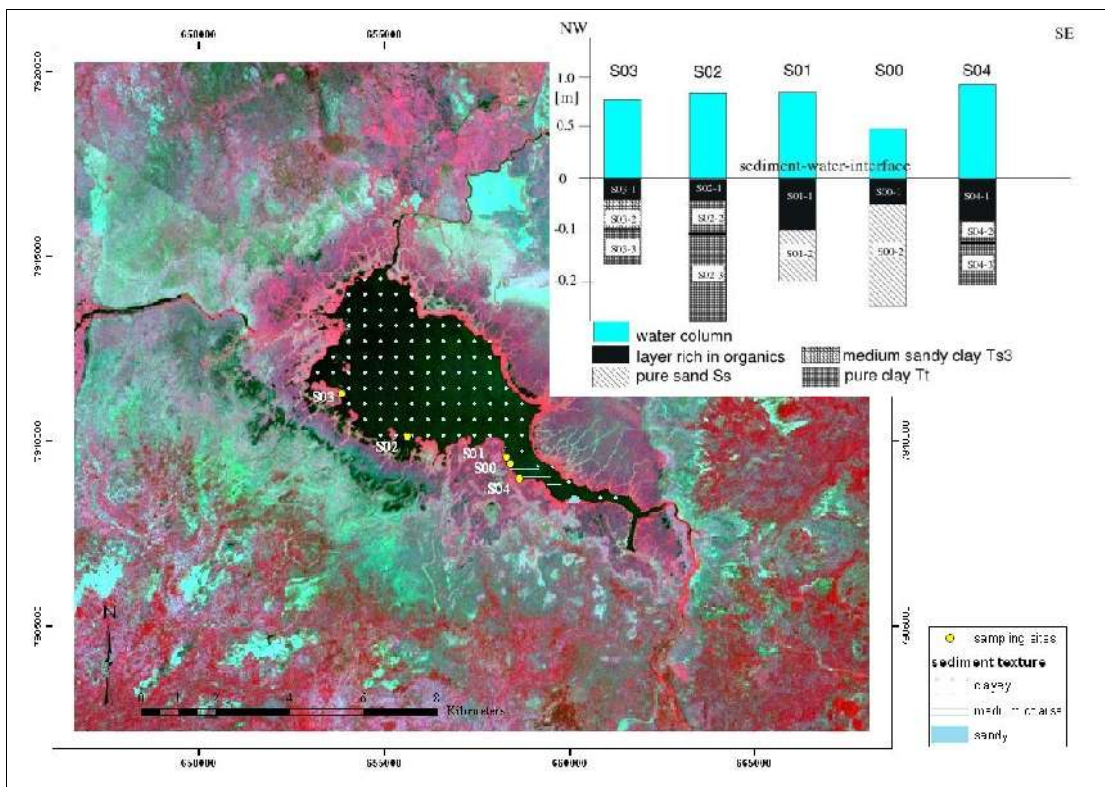 NW
SE
S03 S02 S01 S00 S04
1.0
[m]
0.5
sediment-water-interface
0
-0.1
0.2
S03-1 S02-1 S01-1 S00-1 S04-1
S03-2 S02-2 S01-2 S00-2 S04-2
S03-3 S02-3 S04-3
water column
layer rich in organics
pure sand Ss
medium sandy clay Ts3
pure clay Tt
650000 655000
7920000
7915000
7910000
7905000
7910000
7905000
S03
S02
S01
S00
S04
N
0 1 2 4 6 8
Kilometers
650000 655000 660000 665000
sampling sites
sediment texture
clayey
sandy